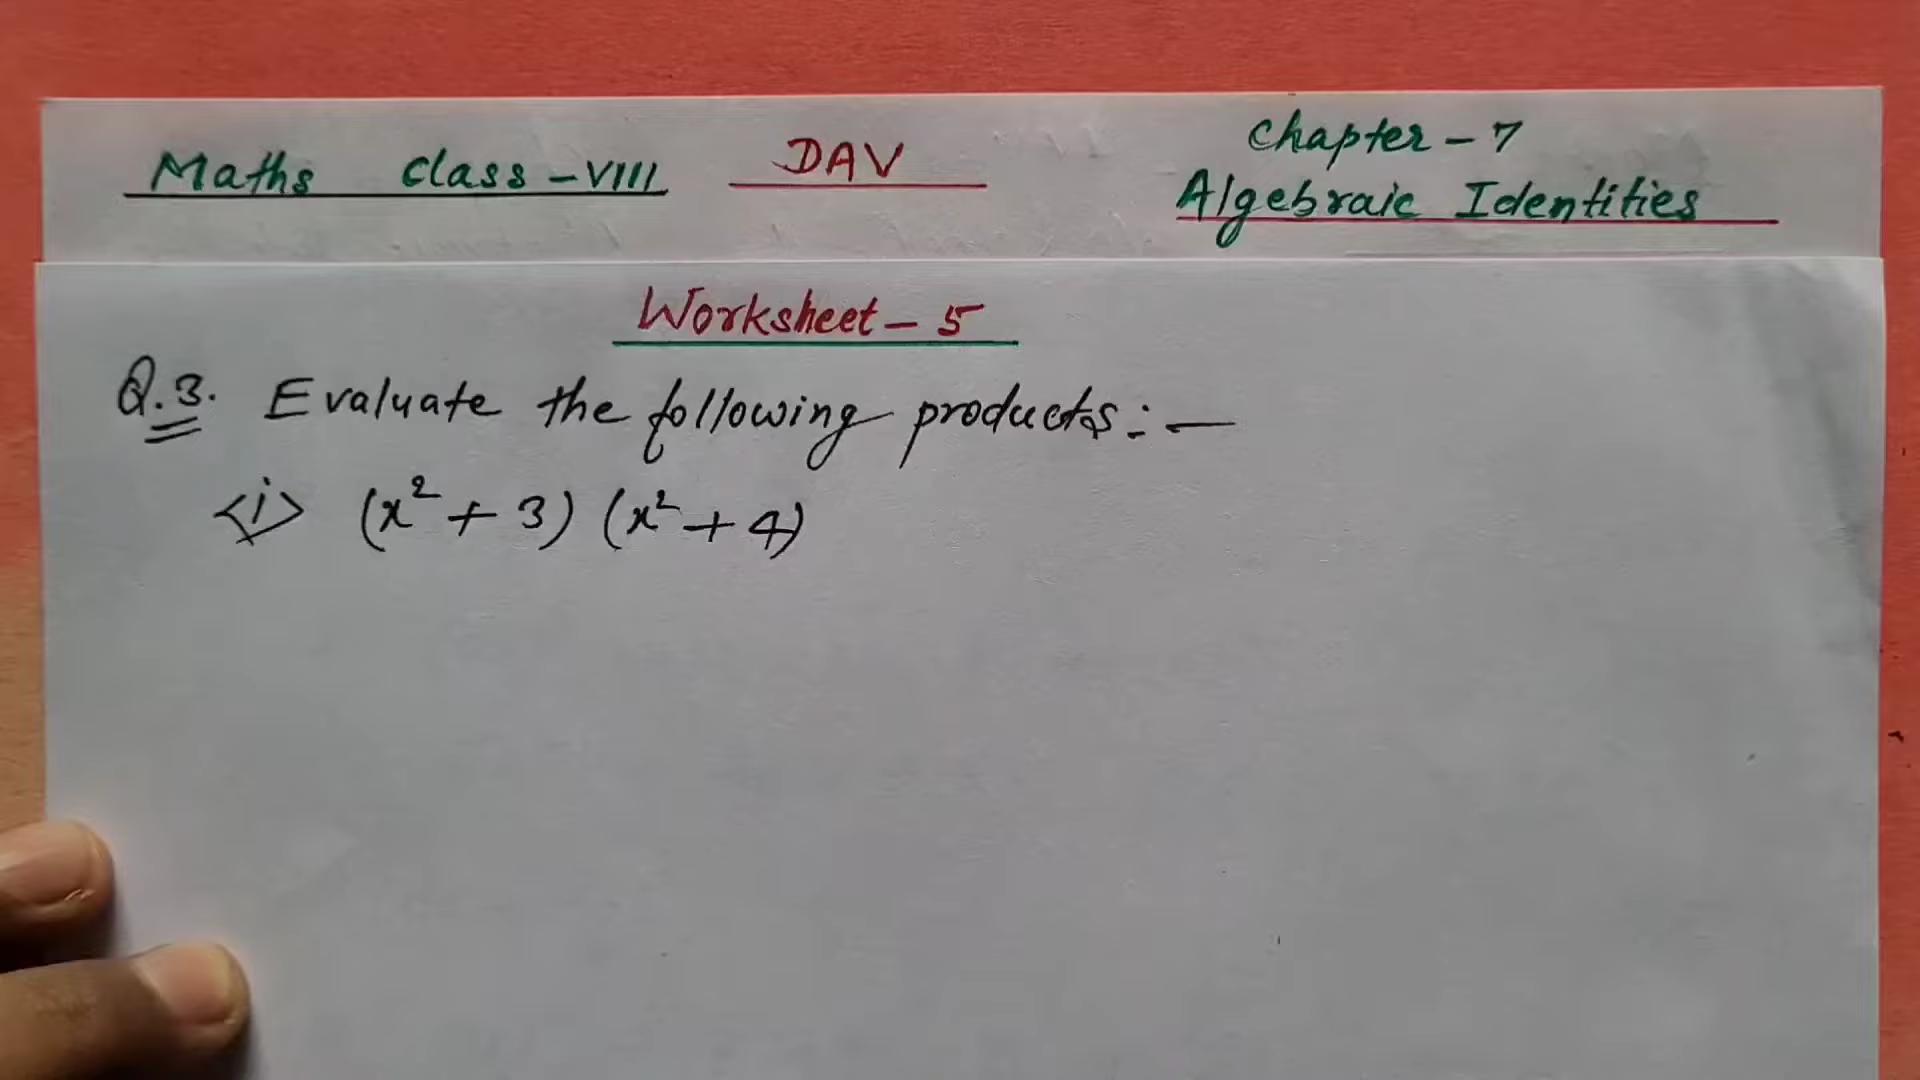 Maths Class - VIII DAV Chapter - 7
Algebraic Identities
Worksheet - 5
Q.3. Evaluate the following products : —
<i> (x² + 3) (x² + 4)